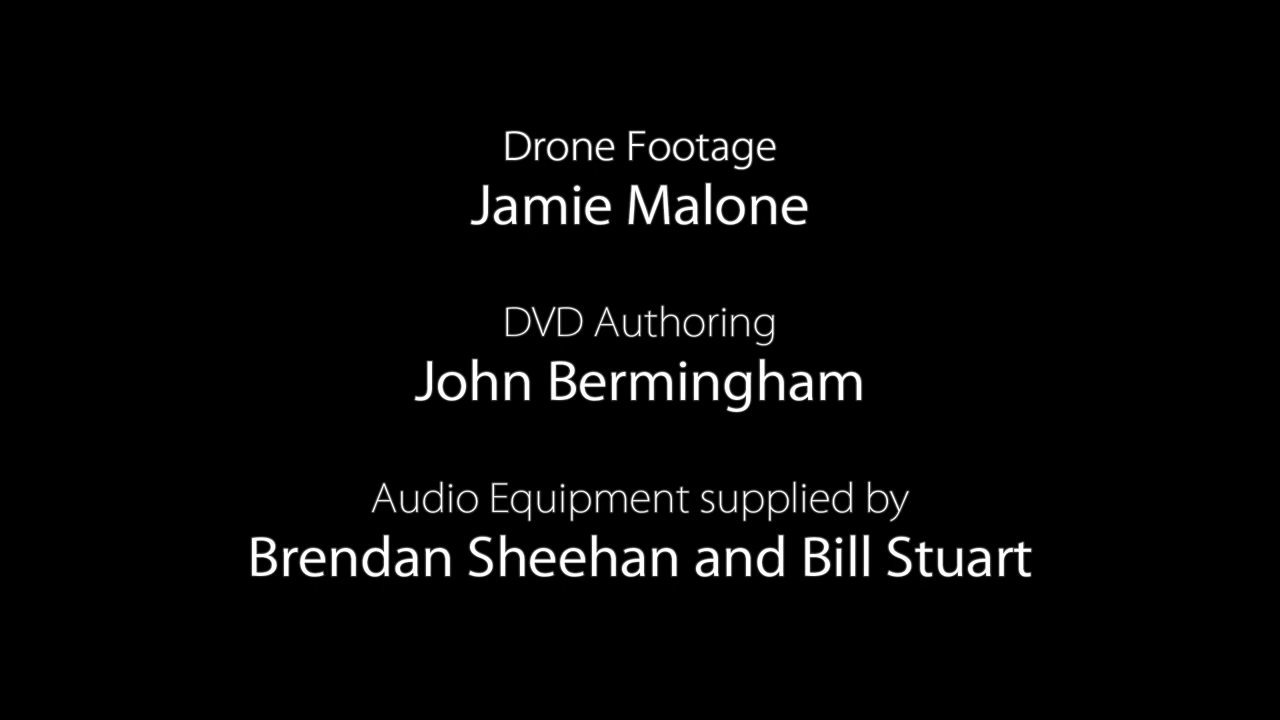 Drone Footage
Jamie Malone
DVD Authoring
John Bermingham
Audio Equipment supplied by
Brendan Sheehan and Bill Stuart